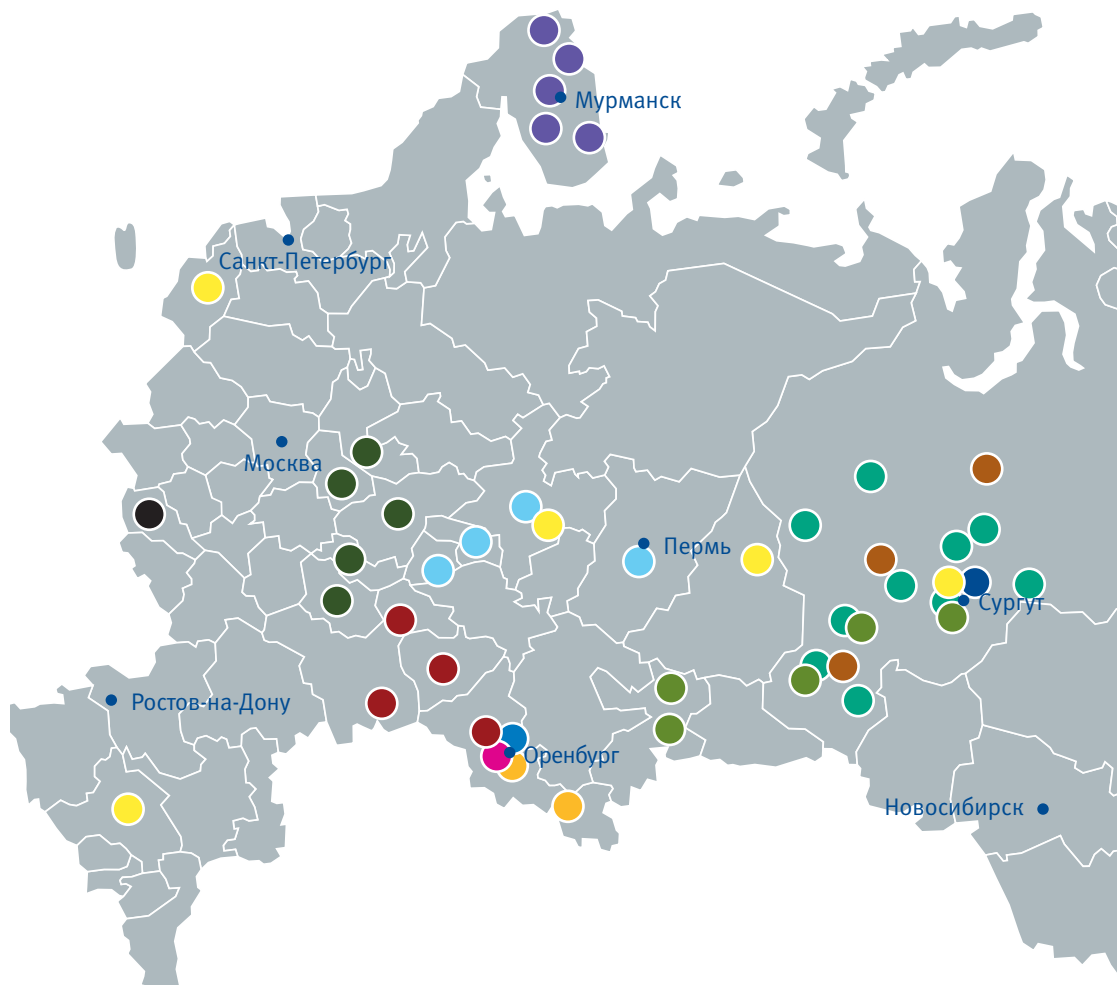 Мурманск
Санкт-Петербург
Москва
Пермь
Сургут
Ростов-на-Дону
Оренбург
Новосибирск